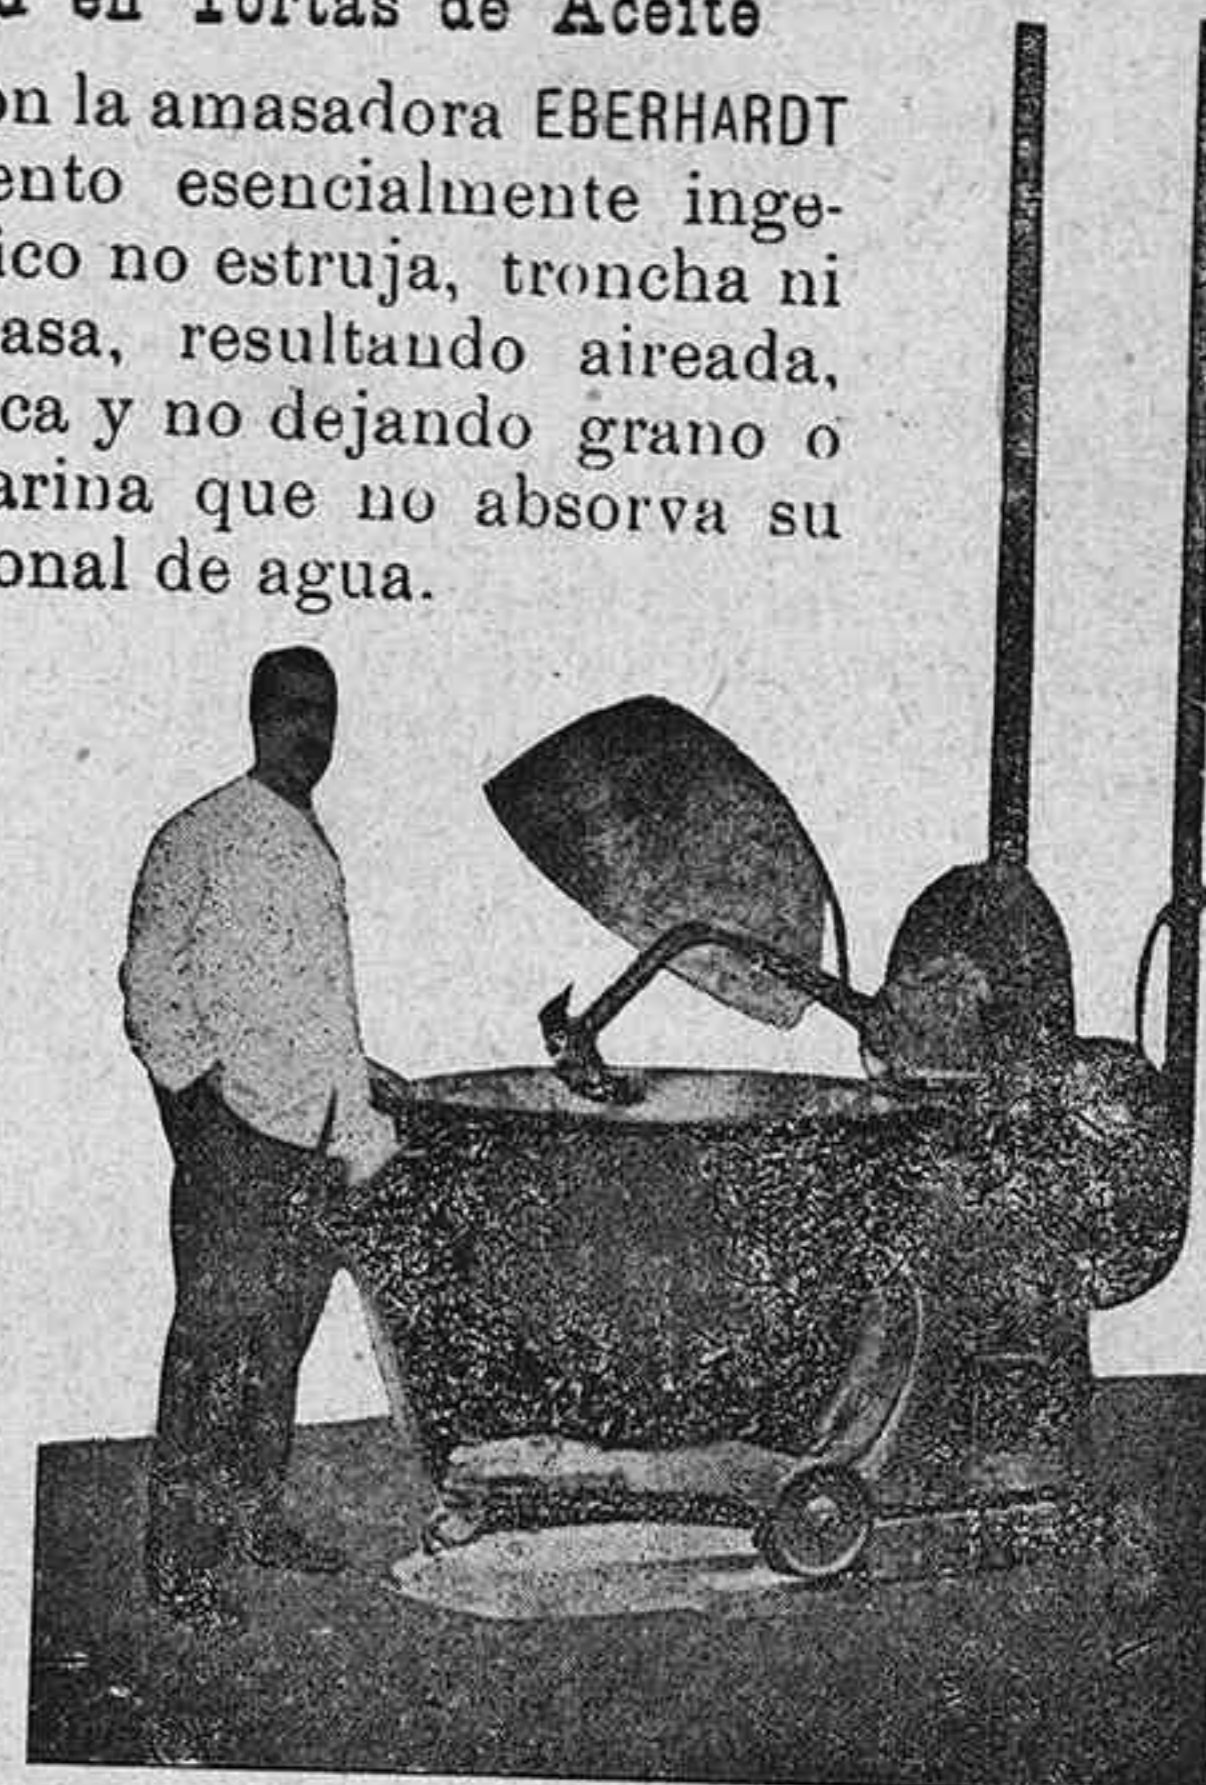 en Tortas de Aceite
on la amasadora EBERHARDT
ento esencialmente inge-
ico no estruja, troncha ni
asa, resultando aireada,
ca y no dejando grano o
arina que no absorva su
onal de agua.